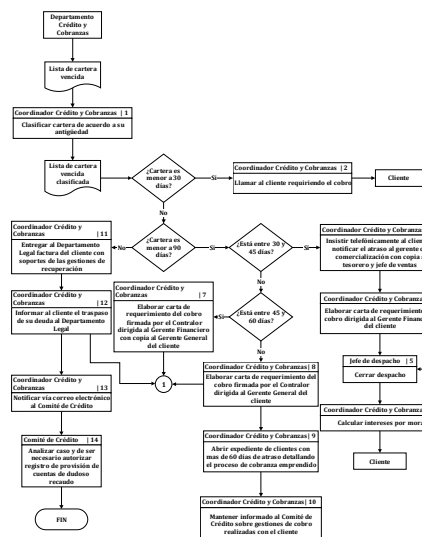 Departamento
Crédito y
Cobranzas
Lista de cartera
vencida
Coordinador Crédito y Cobranzas | 1
Clasificar cartera de acuerdo a su
antigüedad
Lista de cartera
vencida
clasificada
¿Cartera es
menor a 30
días?
Si
Coordinador Crédito y Cobranzas | 2
Llamar al cliente requiriendo el cobro
Cliente
No
Coordinador Crédito y
Cobranzas | 11
Entregar al Departamento
Legal factura del cliente con
soportes de las gestiones de
recuperación
No
¿Cartera es
menor a 90
días?
Si
¿Está entre 30 y
45 días?
Si
Coordinador Crédito y Cobranzas
Insistir telefónicamente al clien
notificar el atraso al gerente d
comercialización con copia a
tesorero y jefe de ventas
Coordinador Crédito y
Cobranzas | 12
Informar al cliente el traspaso
de su deuda al Departamento
Legal
Coordinador Crédito y
Cobranzas | 7
Elaborar carta de
requerimiento del cobro
firmada por el Contralor
dirigida al Gerente Financiero
con copia al Gerente General
del cliente
Si
¿Está entre 45 y
60 días?
No
Coordinador Crédito y Cobranzas
Elaborar carta de requerimient
cobro dirigida al Gerente Finan
del cliente
Jefe de despacho | 5
Cerrar despacho
Coordinador Crédito y
Cobranzas | 13
Notificar vía correo electrónico
al Comité de Crédito
1
Coordinador Crédito y Cobranzas| 8
Elaborar carta de requerimiento del
cobro firmada por el Contralor
dirigida al Gerente General del
cliente
Coordinador Crédito y Cobranzas
Calcular intereses por mora
Comité de Crédito | 14
Analizar caso y de ser
necesario autorizar
registro de provisión de
cuentas de dudoso
recaudo
Coordinador Crédito y Cobranzas| 9
Abrir expediente de clientes con
mas de 60 días de atraso detallando
el proceso de cobranza emprendido
Cliente
FIN
Coordinador Crédito y Cobranzas| 10
Mantener informado al Comité de
Crédito sobre gestiones de cobro
realizadas con el cliente